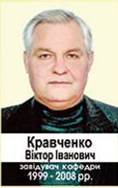 Кравченко
Віктор Іванович
завідувач кафедри
1999 - 2008 рр.